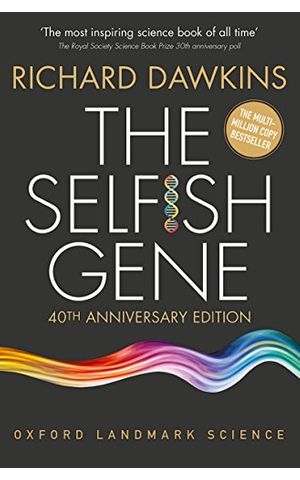 'The most inspiring science book of all time'
The Royal Society Science Book Prize 30th anniversary poll
RICHARD DAWKINS
THE MULTI-
MILLION COPY
BESTSELLER
THE
SELFISH
GENE
40TH ANNIVERSARY EDITION
OXFORD LANDMARK SCIENCE